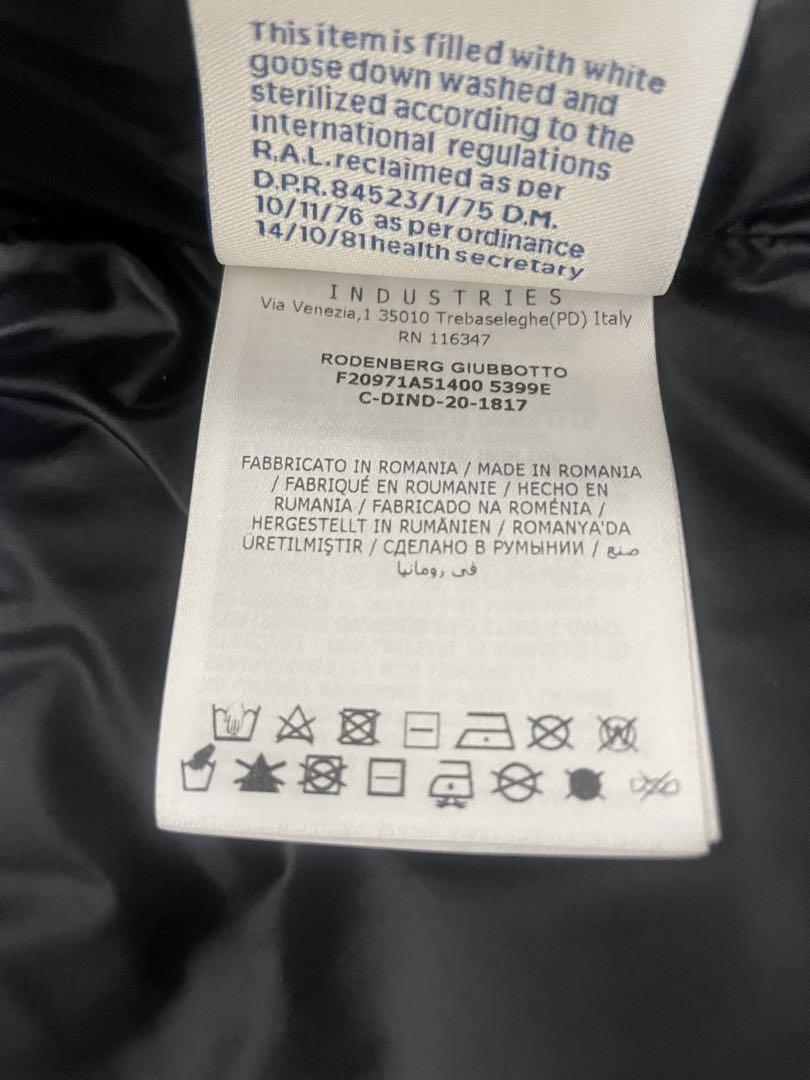 This item is filled with white
goose down washed and
sterilized according to the
international regulations
R.A.L. reclaimed as per
D.P.R. 84523/1/75 D.M.
10/11/76 as per ordinance
14/10/81 health secretary
INDUSTRIES
Via Venezia,1 35010 Trebaseleghe(PD) Italy
RN 116347
RODENBERG GIUBBOTTO
F20971A51400 5399E
C-DIND-20-1817
FABBRICATO IN ROMANIA / MADE IN ROMANIA
/ FABRIQUÉ EN ROUMANIE / HECHO EN
RUMANIA / FABRICADO NA ROMÉNIA /
HERGESTELLT IN RUMÄNIEN / ROMANYA'DA
ÜRETILMIŞTIR / СДЕЛАНО В РУМЫНИИ / صنع
في رومانيا
W